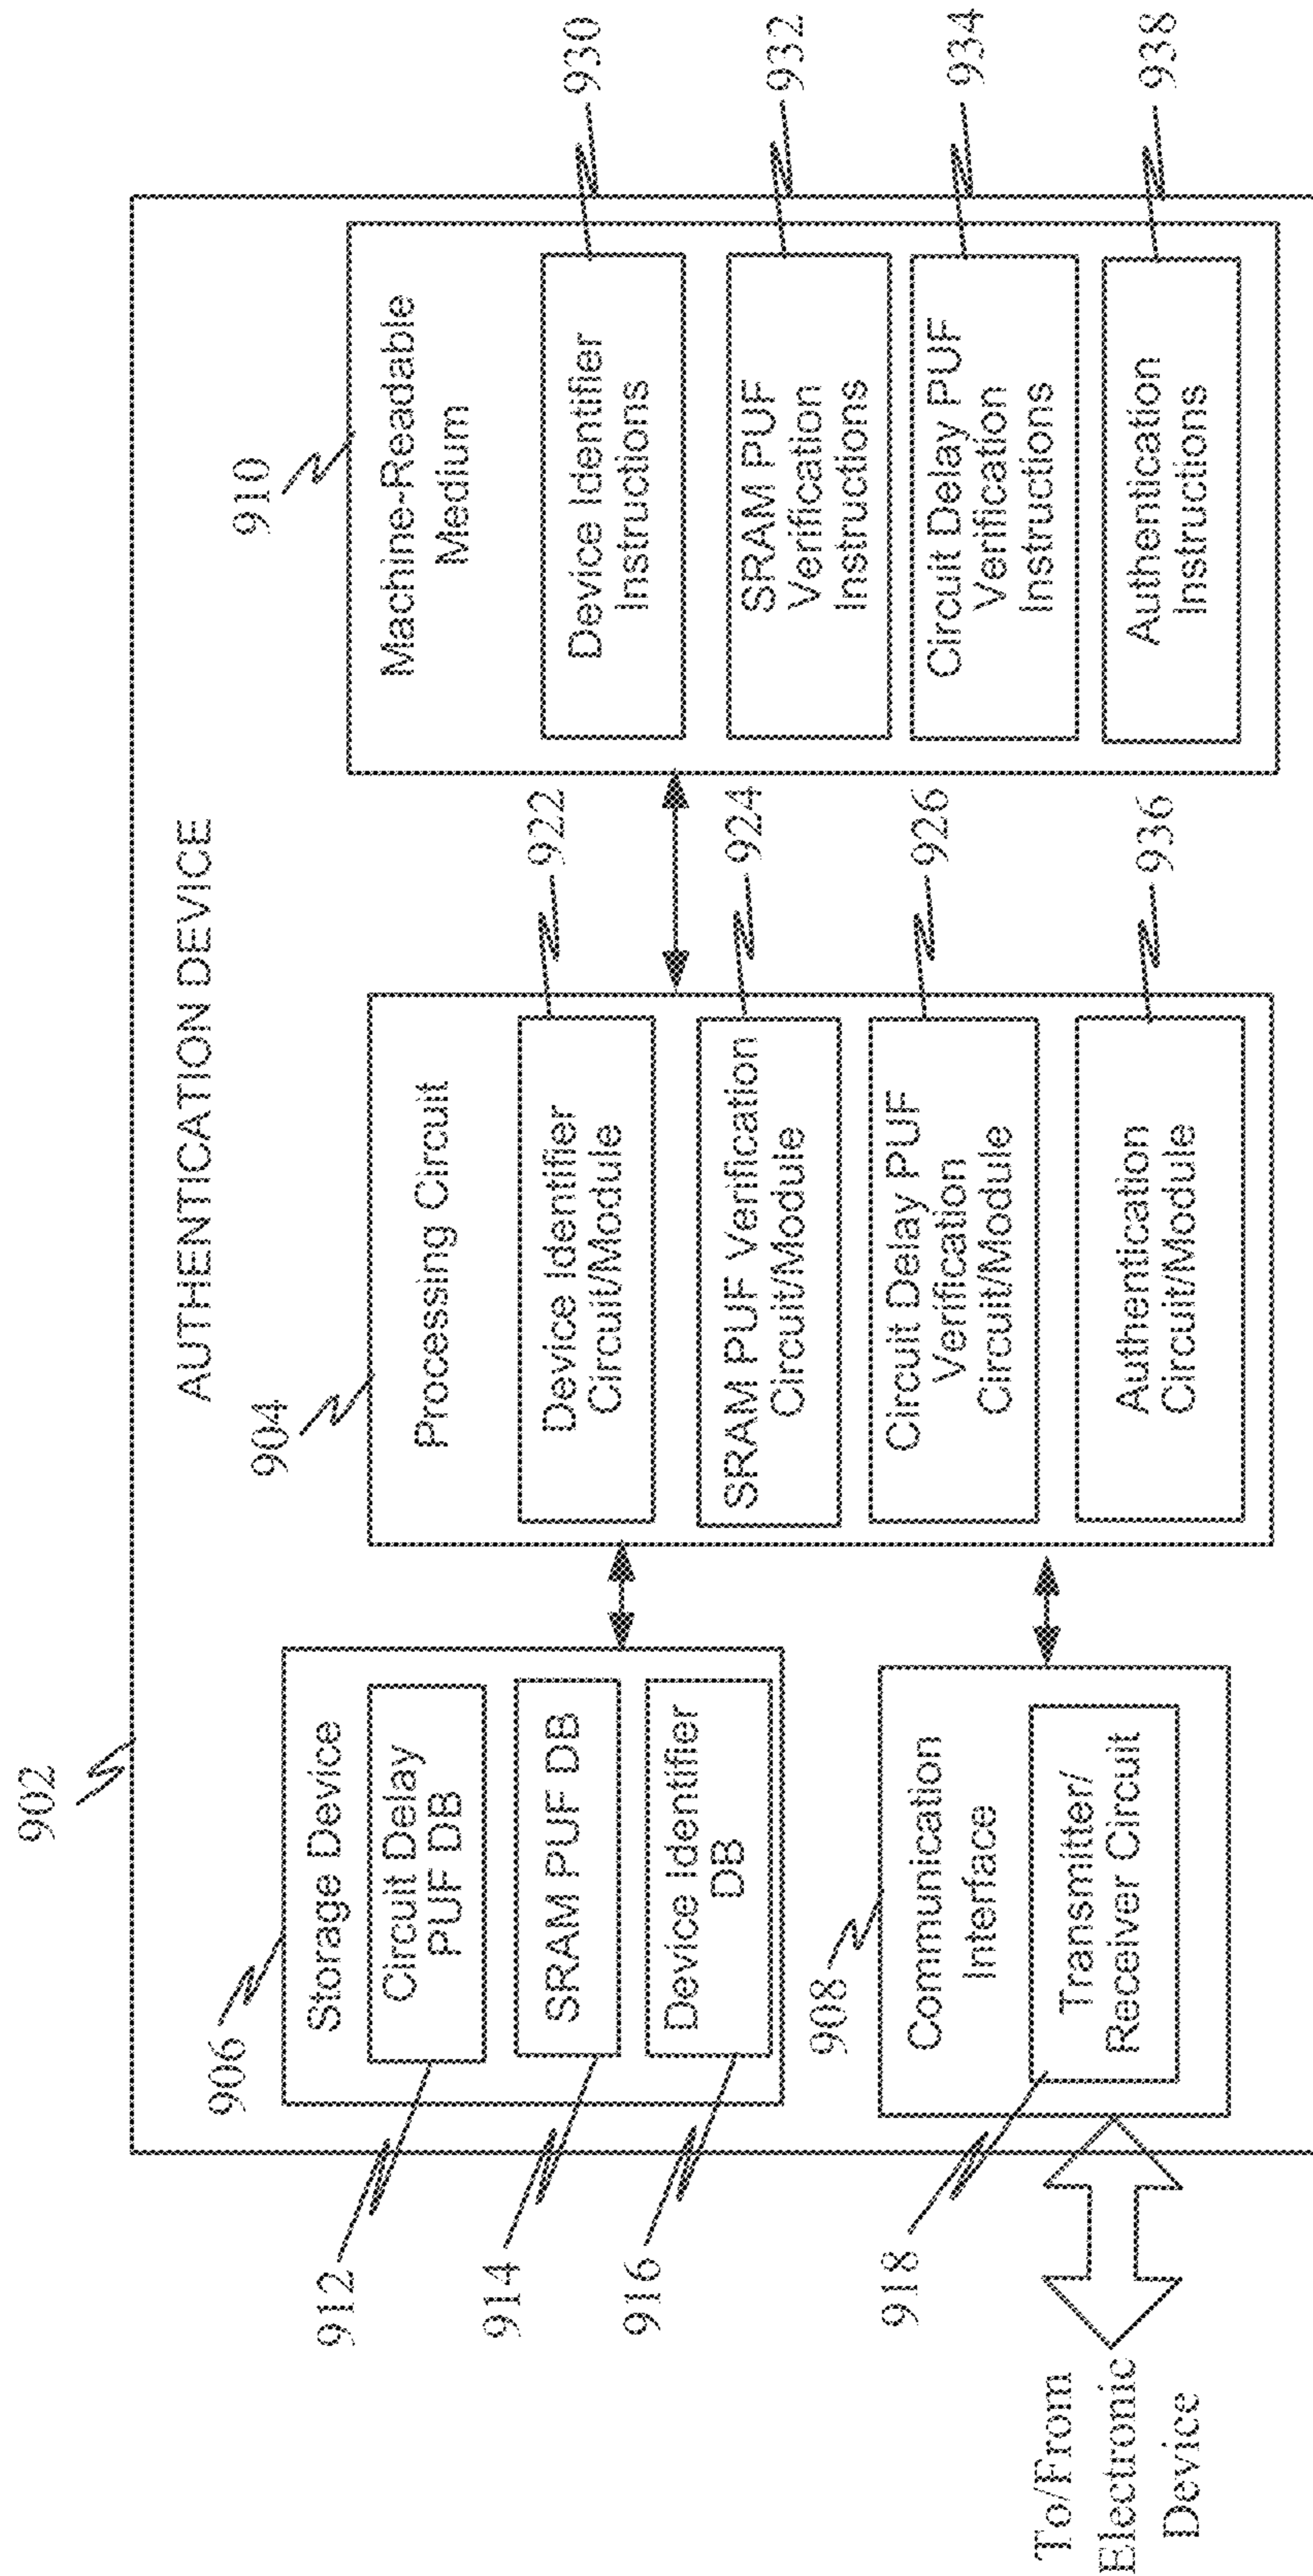 902
AUTHENTICATION DEVICE
906
Storage Device
Circuit Delay
PUF DB
SRAM PUF DB
Device Identifier
DB
912
914
916
908
Communication
Interface
Transmitter/
Receiver Circuit
918
To/From
Electronic
Device
904
Processing Circuit
Device Identifier
Circuit/Module
922
SRAM PUF Verification
Circuit/Module
924
Circuit Delay PUF
Verification
Circuit/Module
926
Authentication
Circuit/Module
936
910
Machine-Readable
Medium
Device Identifier
Instructions
930
SRAM PUF
Verification
Instructions
932
Circuit Delay PUF
Verification
Instructions
934
Authentication
Instructions
938